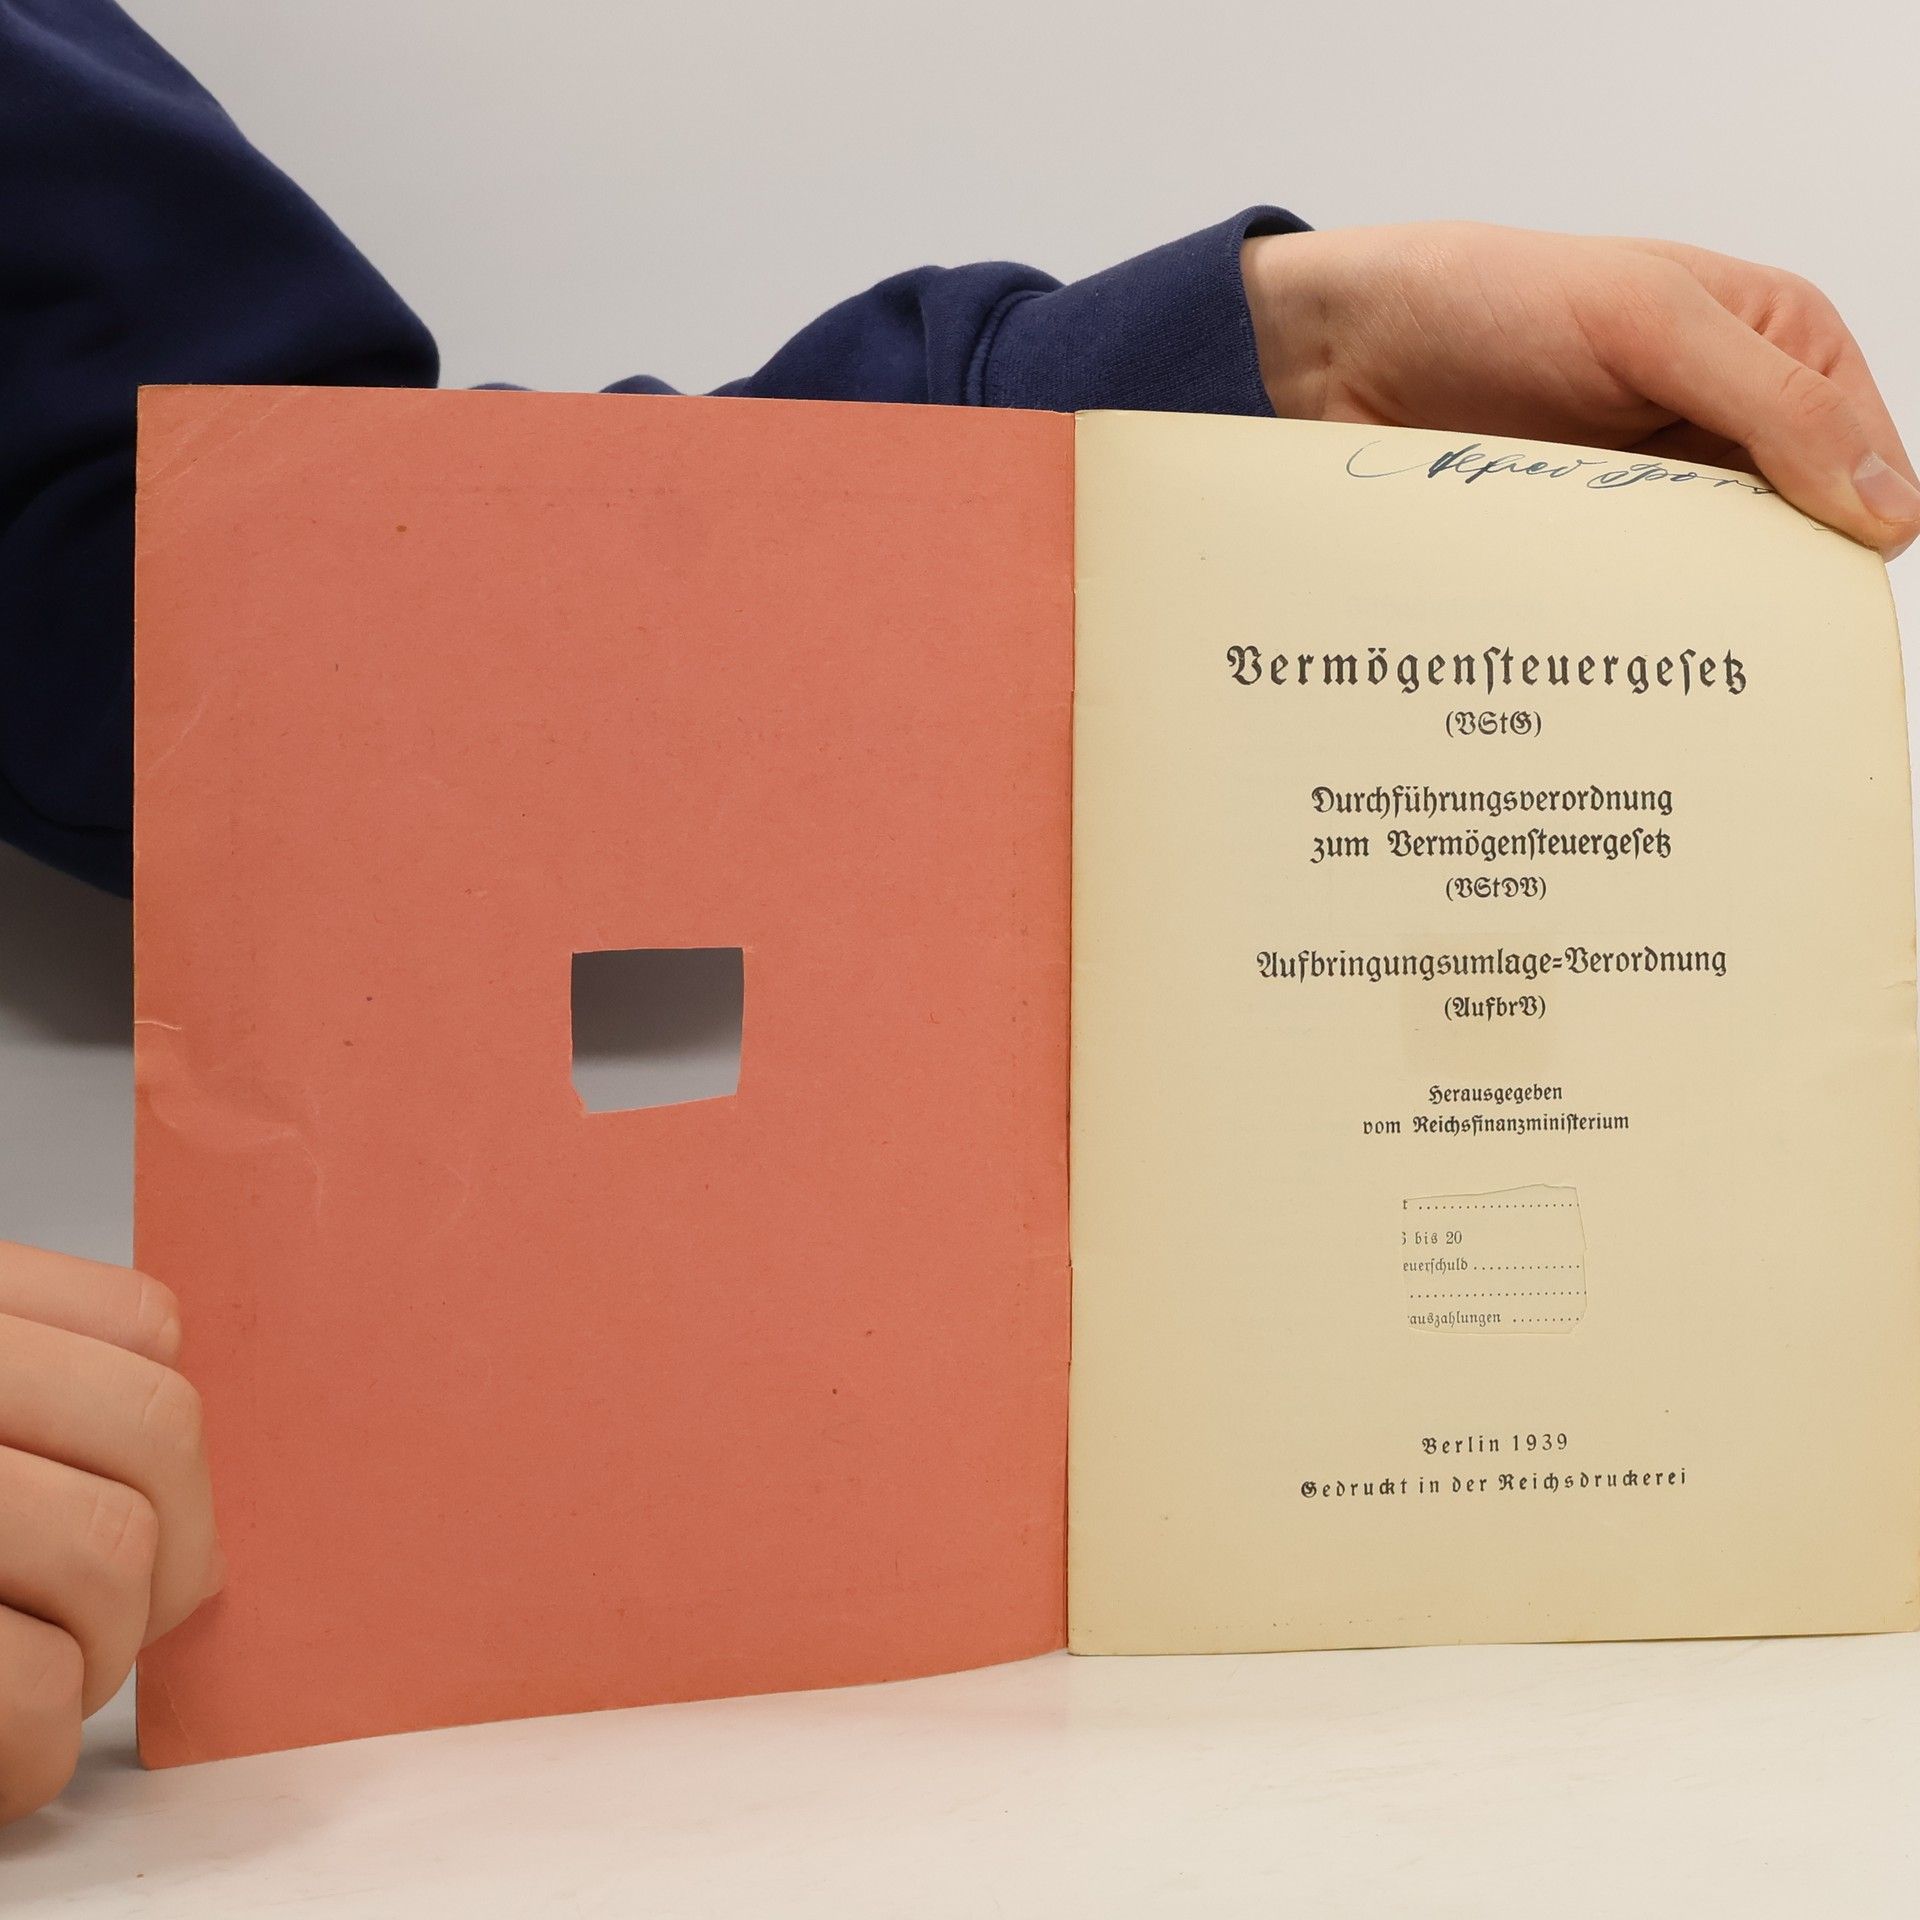 Alfred
Vermögensteuergesetz
(VStG)
Durchführungsverordnung
zum Vermögensteuergesetz
(VStDV)
Aufbringungsumlage=Verordnung
(AufbrV)
Herausgegeben
vom Reichsfinanzministerium
t ......................
bis 20
euerschuld ..............
........................
auszahlungen .........
Berlin 1939
Gedruckt in der Reichsdruckerei